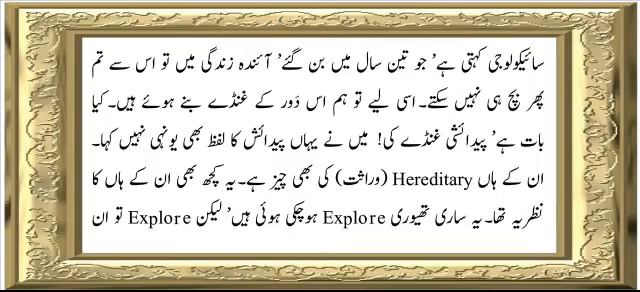 سائیکولوجی کہتی ہے’ جو تین سال میں بن گئے’ آئندہ زندگی میں تو اس سے تم
پھر بچ ہی نہیں سکتے۔ اسی لیے تو ہم اس دَور کے غنڈے بنے ہوئے ہیں۔ کیا
بات ہے’ پیدائشی غنڈے کی! میں نے یہاں پیدائش کا لفظ بھی یونہی نہیں کہا۔
ان کے ہاں Hereditary (وراثت) کی بھی چیز ہے۔ یہ کچھ بھی ان کے ہاں کا
نظریہ تھا۔ یہ ساری تھیوری Explore ہوچکی ہوئی ہیں’ لیکن Explore تو ان